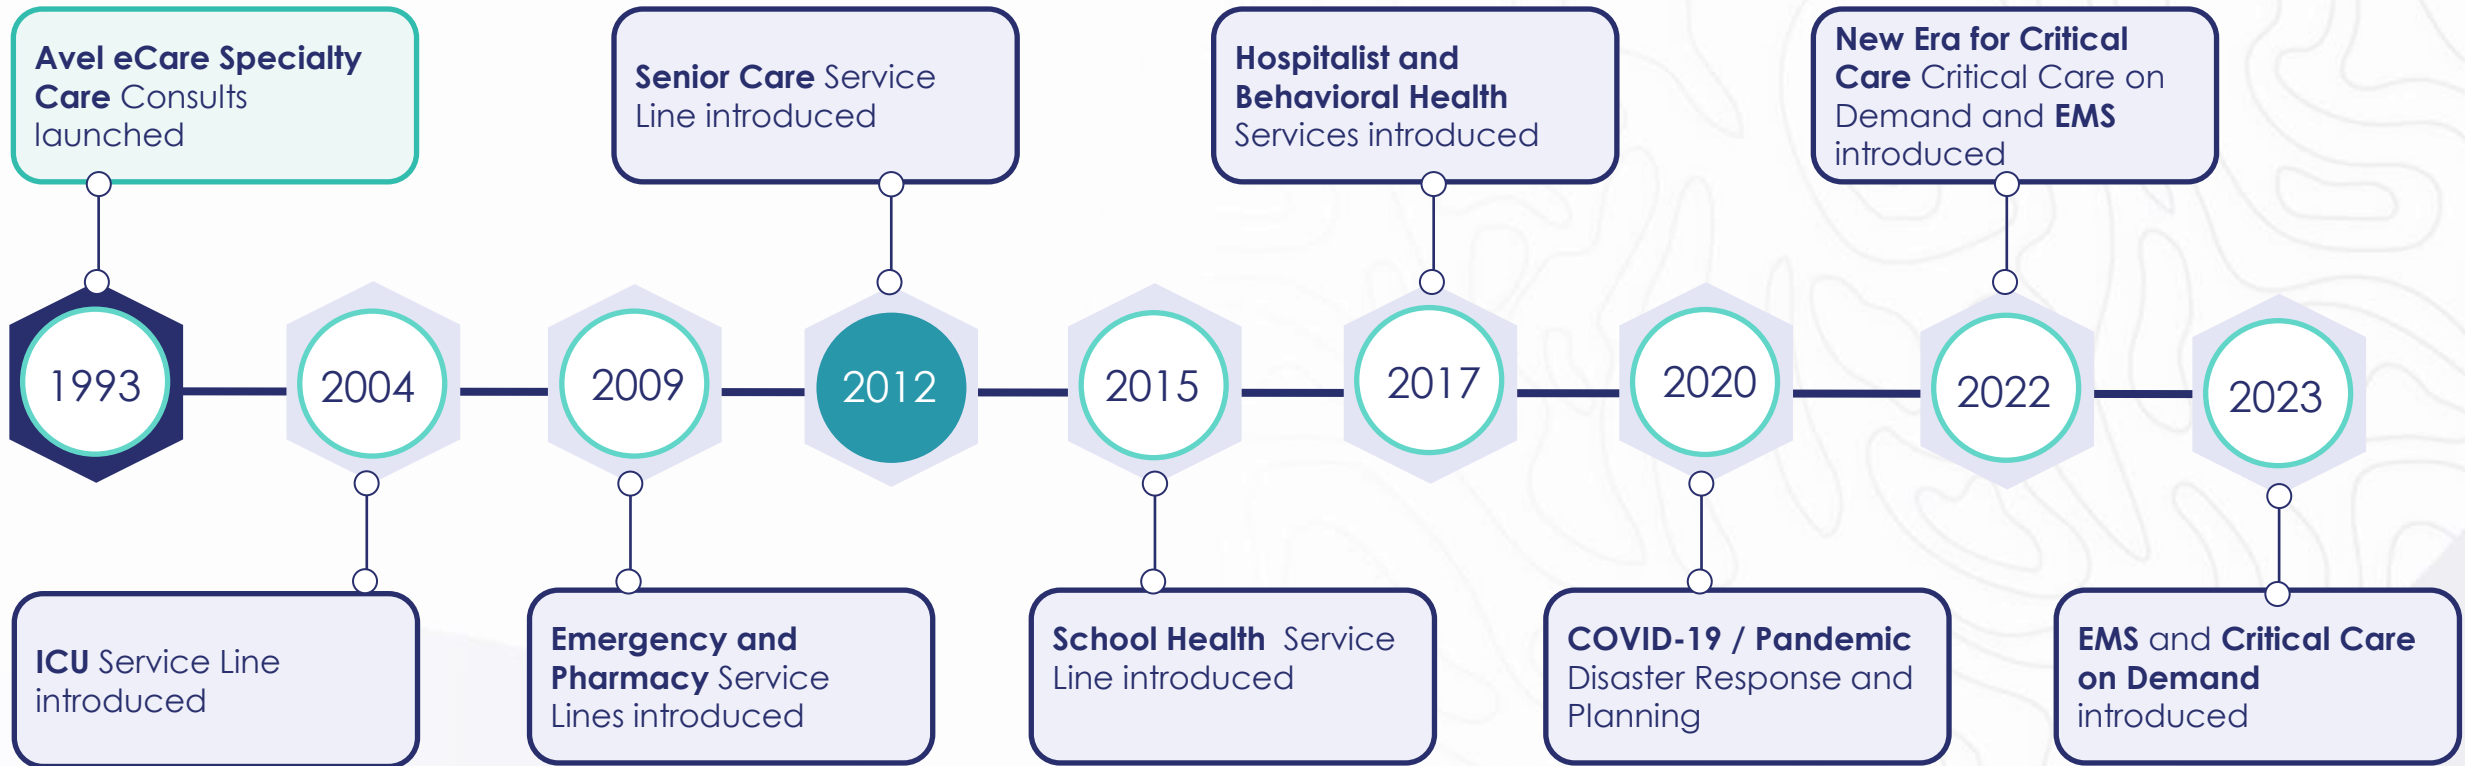 Avel eCare Specialty
Care Consults
launched
Senior Care Service
Line introduced
Hospitalist and
Behavioral Health
Services introduced
New Era for Critical
Care Critical Care on
Demand and EMS
introduced
1993
2004
2009
2012
2015
2017
2020
2022
2023
ICU Service Line
introduced
Emergency and
Pharmacy Service
Lines introduced
School Health Service
Line introduced
COVID-19 / Pandemic
Disaster Response and
Planning
EMS and Critical Care
on Demand
introduced